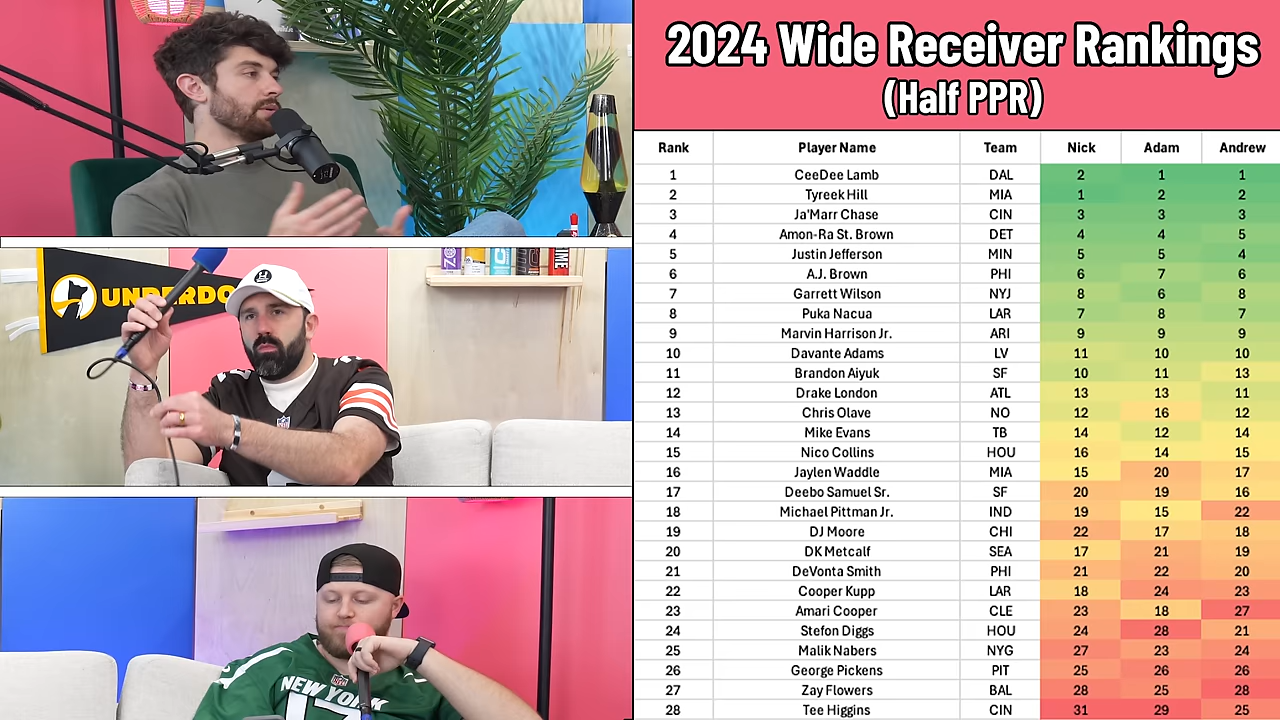 2024 Wide Receiver Rankings
(Half PPR)
Rank Player Name Team Nick Adam Andrew
1 CeeDee Lamb DAL 2 1 1
2 Tyreek Hill MIA 1 2 2
3 Ja'Marr Chase CIN 3 3 3
4 Amon-Ra St. Brown DET 4 4 5
5 Justin Jefferson MIN 5 5 4
6 A.J. Brown PHI 6 7 6
7 Garrett Wilson NYJ 8 6 8
8 Puka Nacua LAR 7 8 7
9 Marvin Harrison Jr. ARI 9 9 9
10 Davante Adams LV 11 10 10
11 Brandon Aiyuk SF 10 11 13
12 Drake London ATL 13 13 11
13 Chris Olave NO 12 16 12
14 Mike Evans TB 14 12 14
15 Nico Collins HOU 16 14 15
16 Jaylen Waddle MIA 15 20 17
17 Deebo Samuel Sr. SF 20 19 16
18 Michael Pittman Jr. IND 19 15 22
19 DJ Moore CHI 22 17 18
20 DK Metcalf SEA 17 21 19
21 DeVonta Smith PHI 21 22 20
22 Cooper Kupp LAR 18 24 23
23 Amari Cooper CLE 23 18 27
24 Stefon Diggs HOU 24 28 21
25 Malik Nabers NYG 27 23 24
26 George Pickens PIT 25 26 26
27 Zay Flowers BAL 28 25 28
28 Tee Higgins CIN 31 29 25
UNDERDO
NEW YORK
17